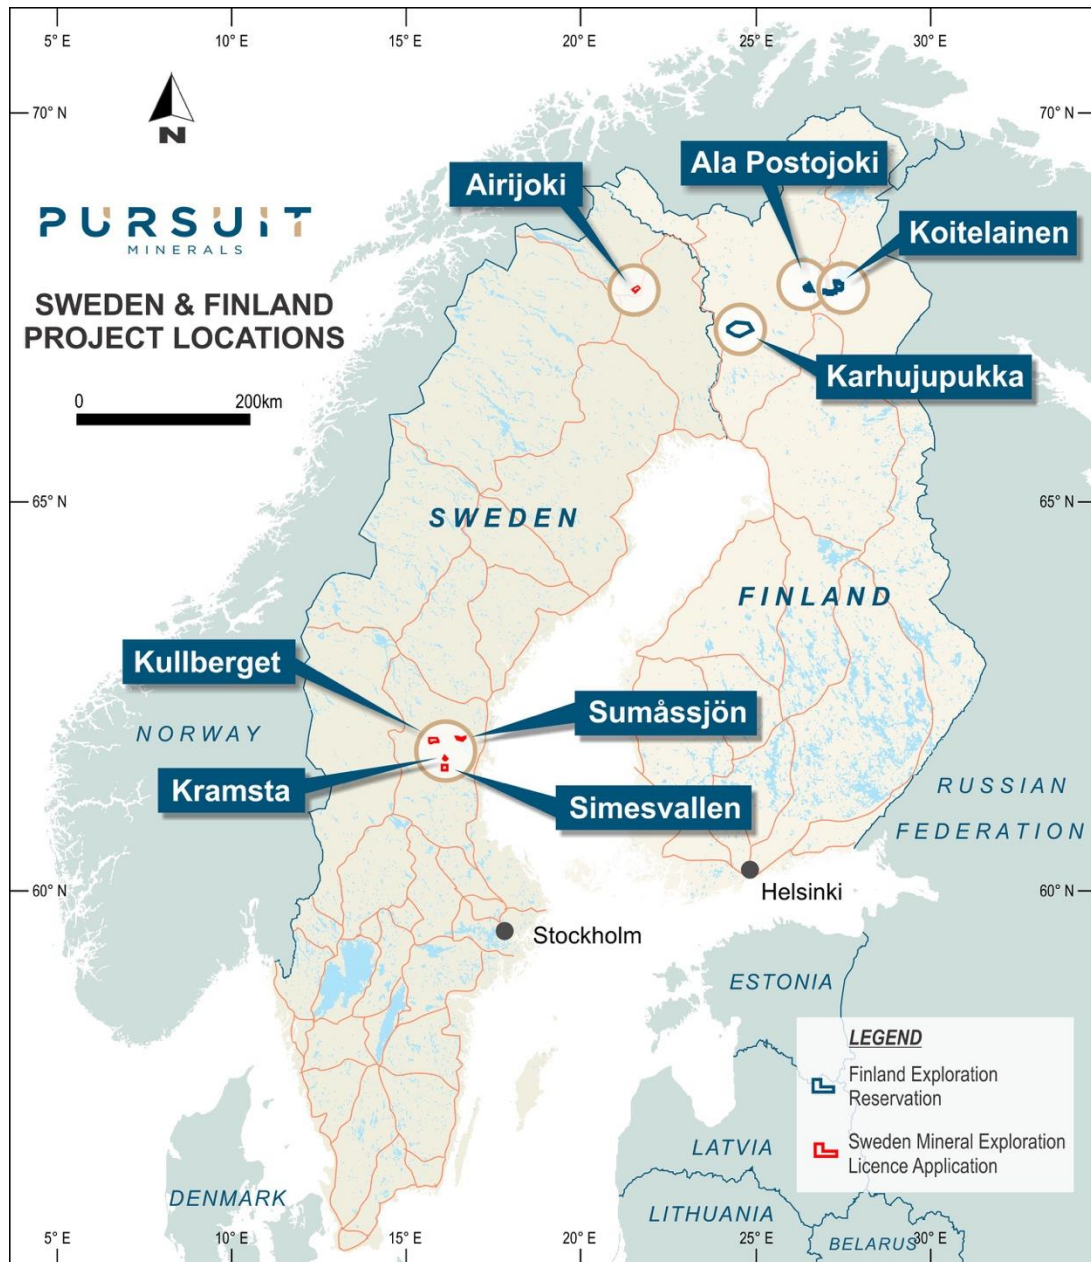 5° E 10° E 15° E 20° E 25° E 30° E
70° N 70° N
N
PURSUIT
MINERALS
SWEDEN & FINLAND
PROJECT LOCATIONS
0 200km
Airijoki
Ala Postojoki
Koitelainen
Karhujupukka
65° N 65° N
SWEDEN
FINLAND
Kullberget
Sumåssjön
NORWAY
Kramsta
Simesvallen
RUSSIAN
FEDERATION
60° N 60° N
Helsinki
Stockholm
ESTONIA
LEGEND
Finland Exploration
Reservation
Sweden Mineral Exploration
Licence Application
LATVIA
DENMARK
LITHUANIA
BELARUS
5° E 10° E 15° E 20° E 25° E 30° E